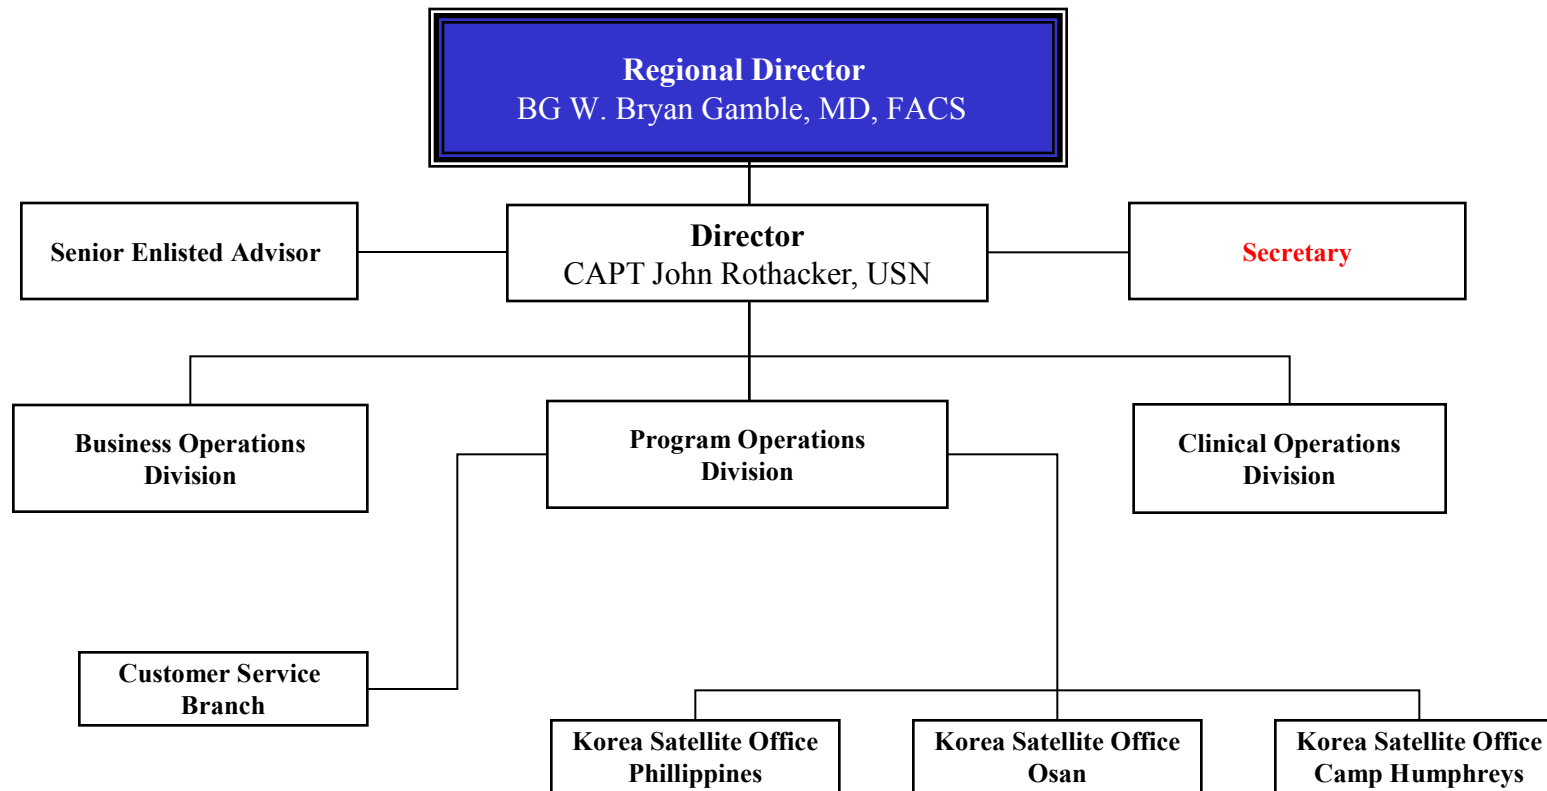 Regional Director
BG W. Bryan Gamble, MD, FACS
Senior Enlisted Advisor
Director
CAPT John Rothacker, USN
Secretary
Business Operations
Division
Program Operations
Division
Clinical Operations
Division
Customer Service
Branch
Korea Satellite Office
Phillippines
Korea Satellite Office
Osan
Korea Satellite Office
Camp Humphreys